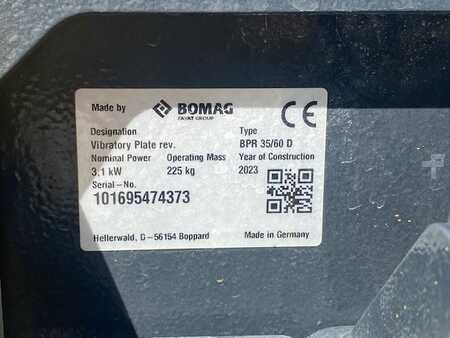 Made by BOMAG CE
FAYAT GROUP
Designation Type
Vibratory Plate rev. BPR 35/60 D
Nominal Power Operating Mass Year of Construction
3,1 kW 225 kg 2023
Serial-No.
101695474373
Hellerwald, D-56154 Boppard Made in Germany